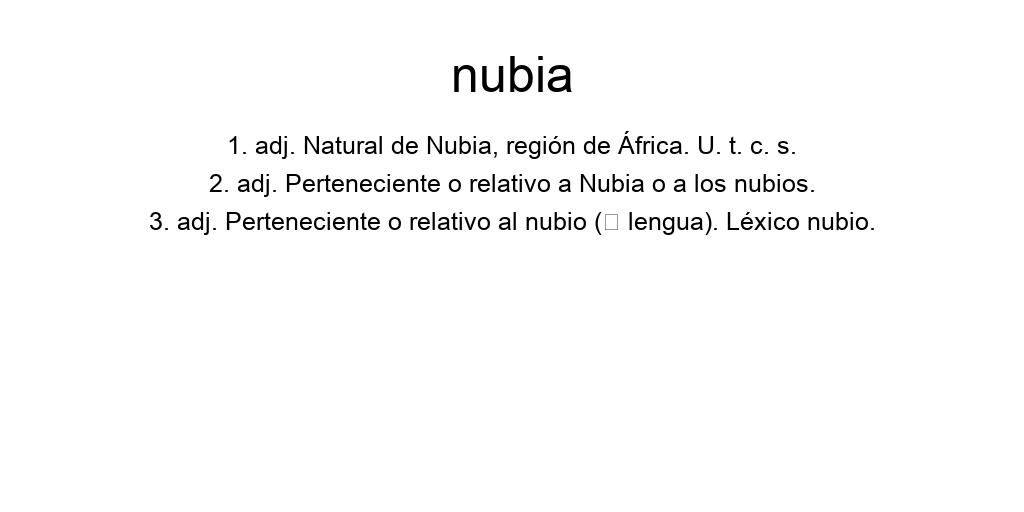 nubia
1. adj. Natural de Nubia, región de África. U. t. c. s.
2. adj. Perteneciente o relativo a Nubia o a los nubios.
3. adj. Perteneciente o relativo al nubio (□ lengua). Léxico nubio.